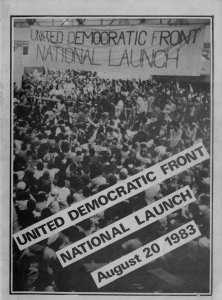 UNITED DEMOCRATIC FRONT
NATIONAL LAUNCH
UNITED DEMOCRATIC FRONT
NATIONAL LAUNCH
August 20 1983